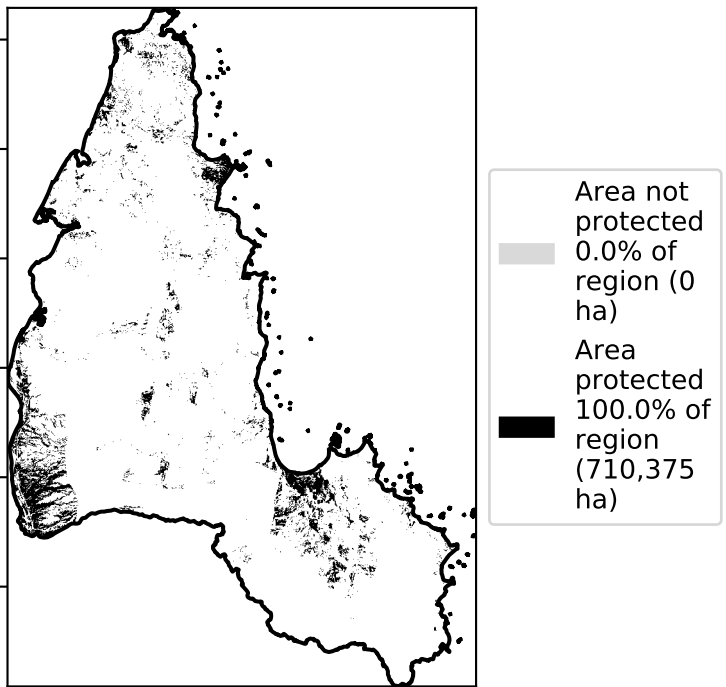 Area not
protected
0.0% of
region (0
ha)
Area
protected
100.0% of
region
(710,375
ha)